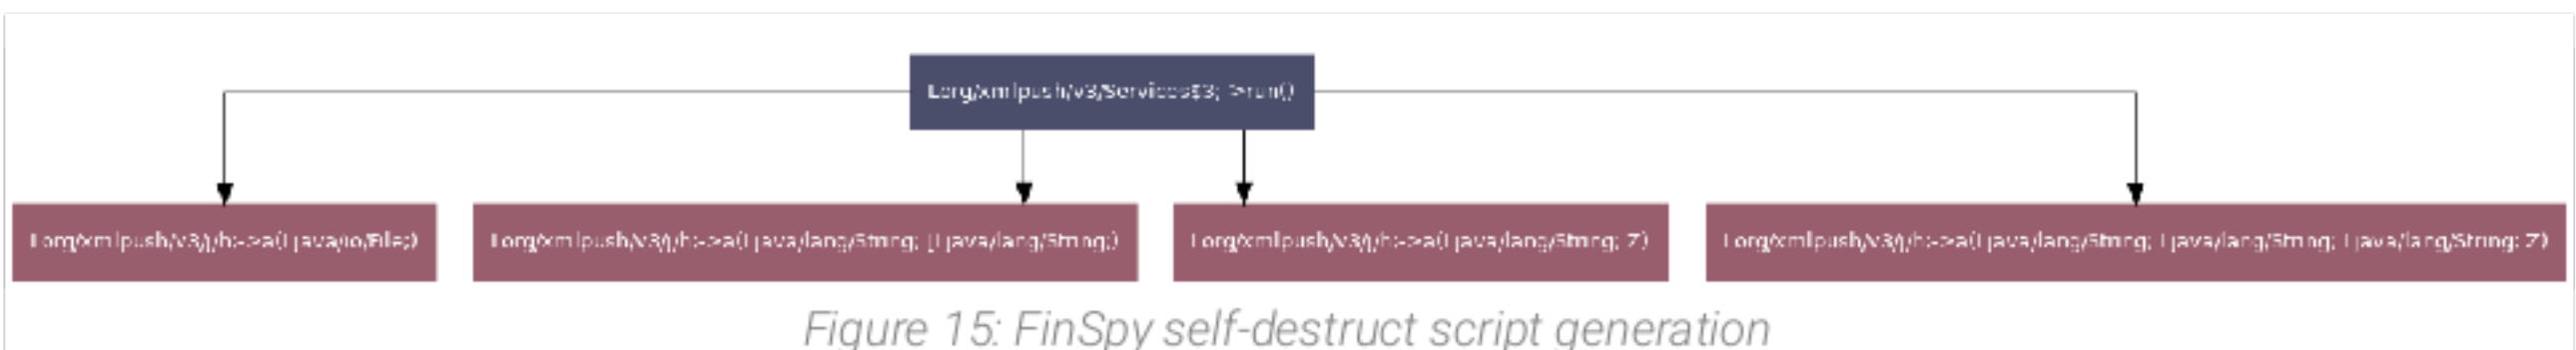 Lorg/xmlpush/v3/Services$3;->run()
Lorg/xmlpush/v3/j/h;->a(Ljava/io/File;)
Lorg/xmlpush/v3/j/h;->a(Ljava/lang/String; [Ljava/lang/String;)
Lorg/xmlpush/v3/j/h;->a(Ljava/lang/String; Z)
Lorg/xmlpush/v3/j/h;->a(Ljava/lang/String; Ljava/lang/String; Ljava/lang/String; Z)
Figure 15: FinSpy self-destruct script generation